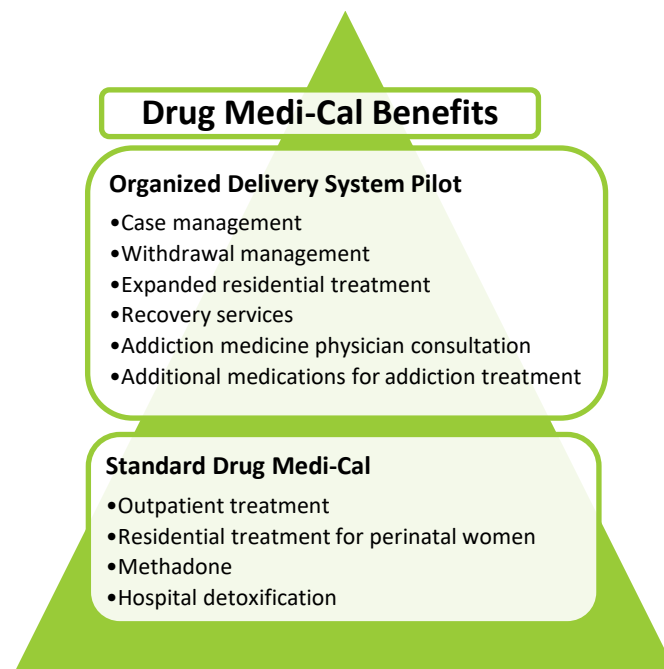 Drug Medi-Cal Benefits
Organized Delivery System Pilot
•Case management
•Withdrawal management
•Expanded residential treatment
•Recovery services
•Addiction medicine physician consultation
•Additional medications for addiction treatment
Standard Drug Medi-Cal
•Outpatient treatment
•Residential treatment for perinatal women
•Methadone
•Hospital detoxification